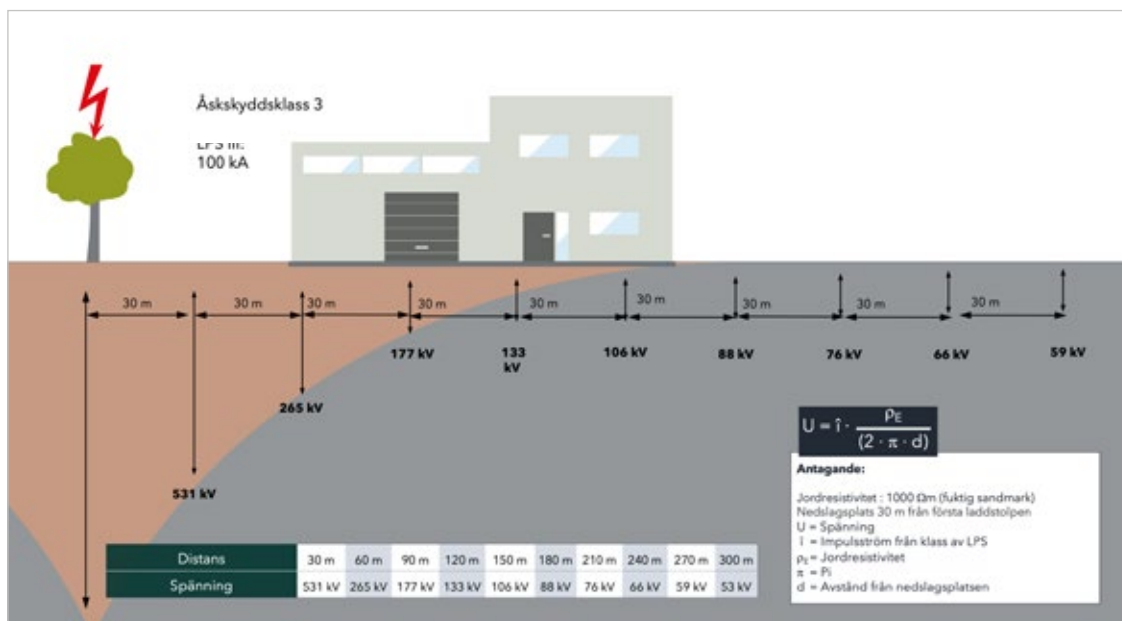 Åskskyddsklass 3
LPS III:
100 kA
30 m 30 m 30 m 30 m 30 m 30 m 30 m 30 m 30 m
531 kV
265 kV
177 kV
133
kV
106 kV
88 kV
76 kV
66 kV
59 kV
U = î · ρE / (2 · π · d)
Antagande:
Jordresistivitet : 1000 Ωm (fuktig sandmark)
Nedslagsplats 30 m från första laddstolpen
U = Spänning
î = Impulsström från klass av LPS
ρE= Jordresistivitet
π = Pi
d = Avstånd från nedslagsplatsen
Distans 30 m 60 m 90 m 120 m 150 m 180 m 210 m 240 m 270 m 300 m
Spänning 531 kV 265 kV 177 kV 133 kV 106 kV 88 kV 76 kV 66 kV 59 kV 53 kV